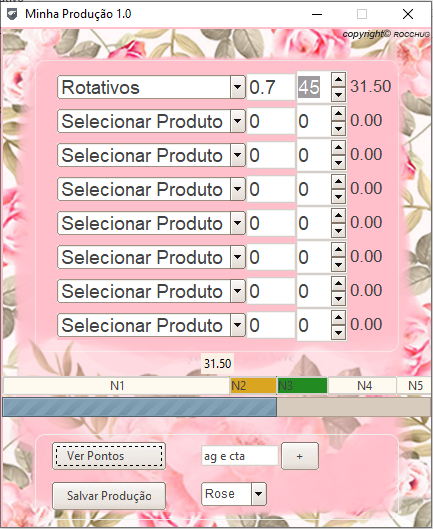 Minha Produção 1.0
copyright© ROCCHUG
Rotativos 0.7 45 31.50
Selecionar Produto 0 0 0.00
Selecionar Produto 0 0 0.00
Selecionar Produto 0 0 0.00
Selecionar Produto 0 0 0.00
Selecionar Produto 0 0 0.00
Selecionar Produto 0 0 0.00
Selecionar Produto 0 0 0.00
31.50
N1 N2 N3 N4 N5
Ver Pontos ag e cta +
Salvar Produção Rose